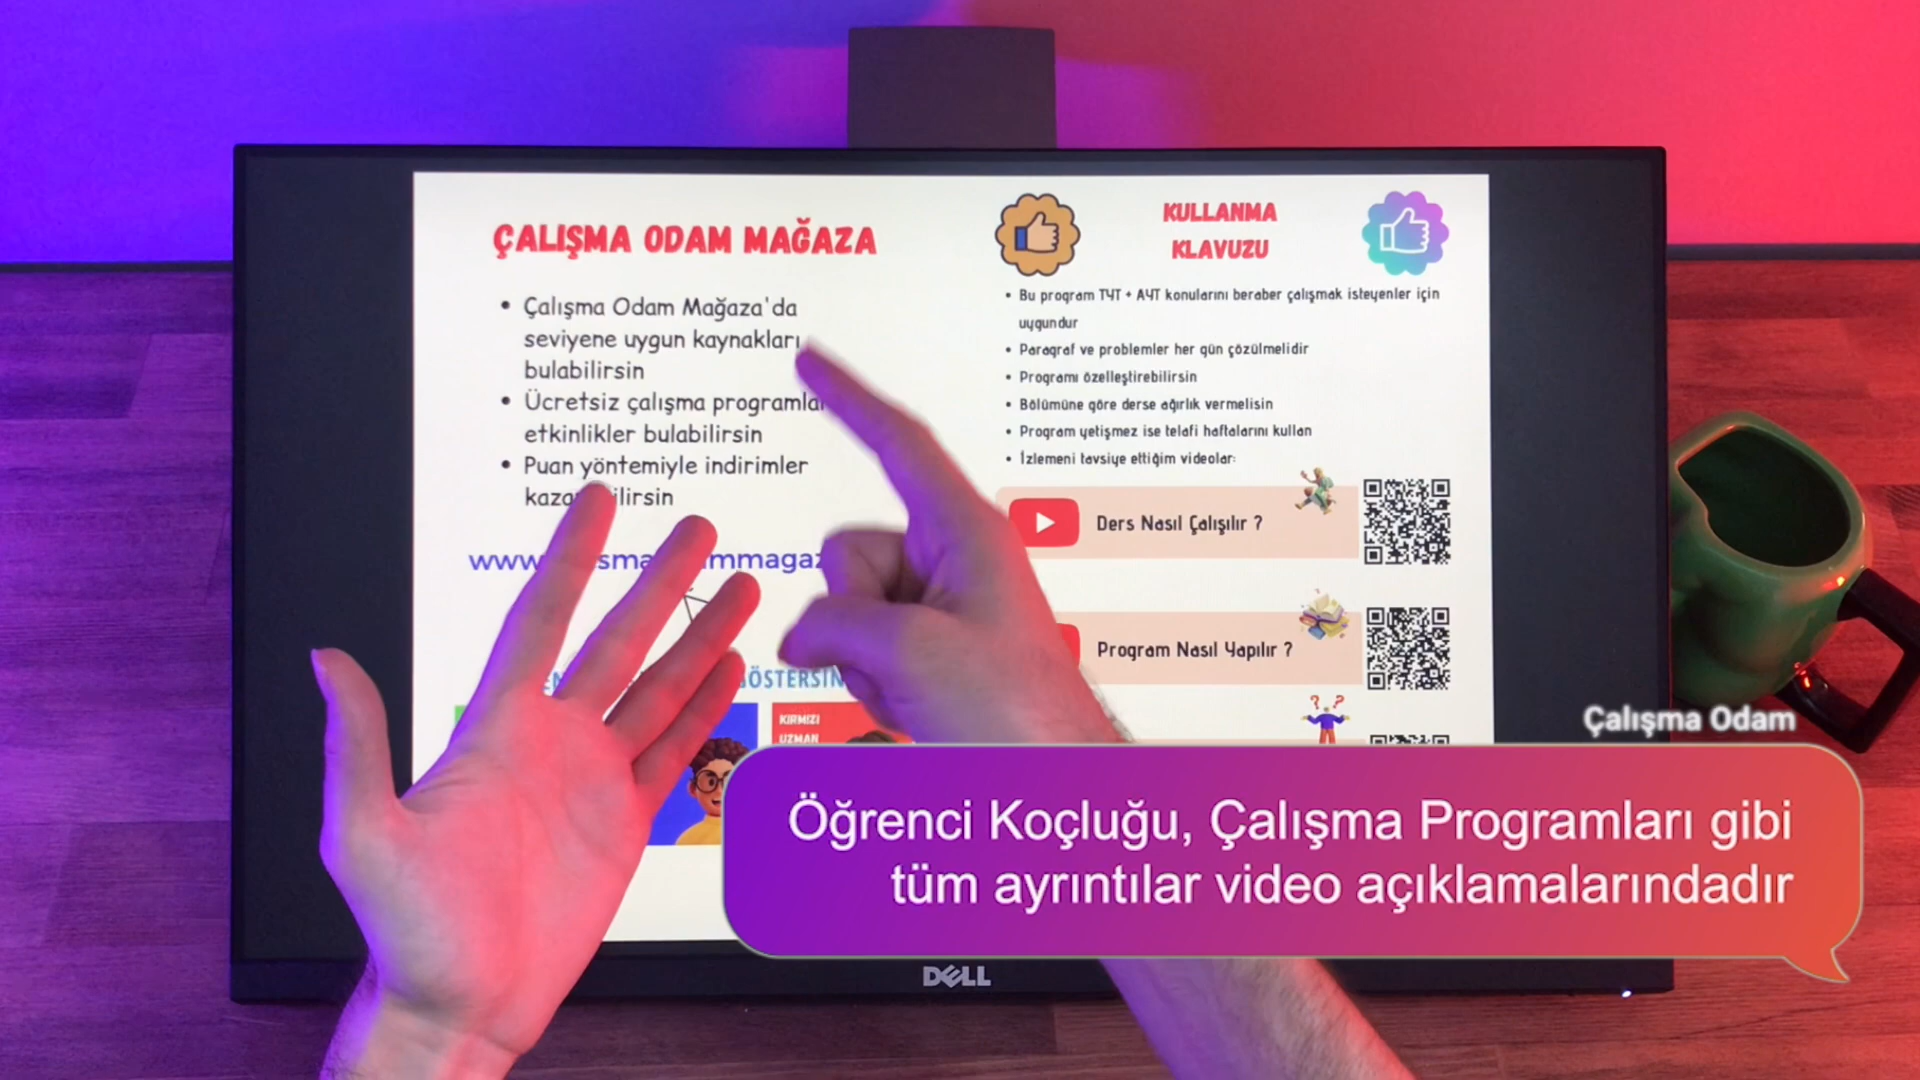 ÇALIŞMA ODAM MAĞAZA
Çalışma Odam Mağaza'da
seviyene uygun kaynakları
bulabilirsin
Ücretsiz çalışma
etkinlikler bulabilirsin
Puan yöntemiyle indirimler
KULLANMA
KLAVUZU
Bu program TYT + AYT konularını beraber çalışmak isteyenler için
uygundur
Paragraf ve problemler her gün çözülmelidir
Programı özelleştirebilirsin
Bölümüne göre derse ağırlık vermelisin
Program yetişmez ise telafi haftalarını kullan
İzlemeni tavsiye ettiğim videolar:
Ders Nasıl Çalışılır ?
Program Nasıl Yapılır ?
KIRMIZI
UZMAN
Çalışma Odam
Öğrenci Koçluğu, Çalışma Programları gibi
tüm ayrıntılar video açıklamalarındadır
DELL